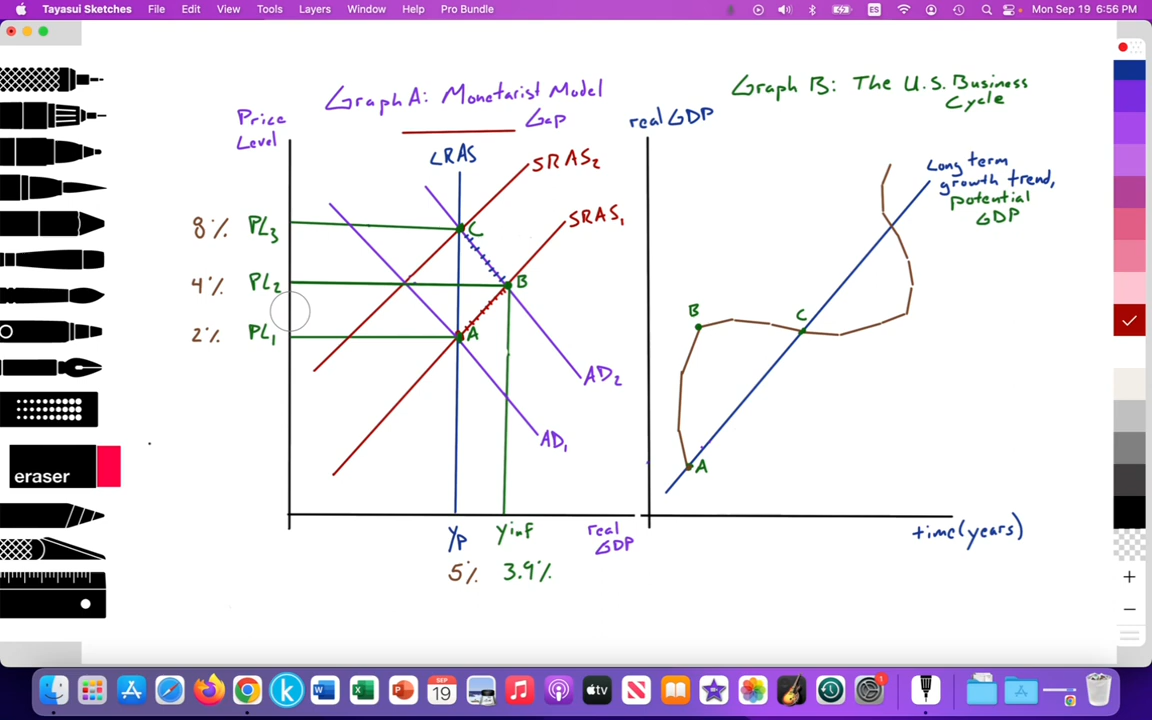 Tayasui Sketches File Edit View Tools Layers Window Help Pro Bundle
ES
Mon Sep 19 6:56 PM
Graph A: Monetarist Model
Gap
Graph B: The U.S. Business
Cycle
Price
Level
real GDP
LRAS
SRAS2
SRAS1
Long term
growth trend,
potential
GDP
8% PL3
C
4% PL2
B
2% PL1
A
B
C
A
AD2
AD1
eraser
Yp
Yinf
real
GDP
5% 3.9%
time (years)
SEP
19
1